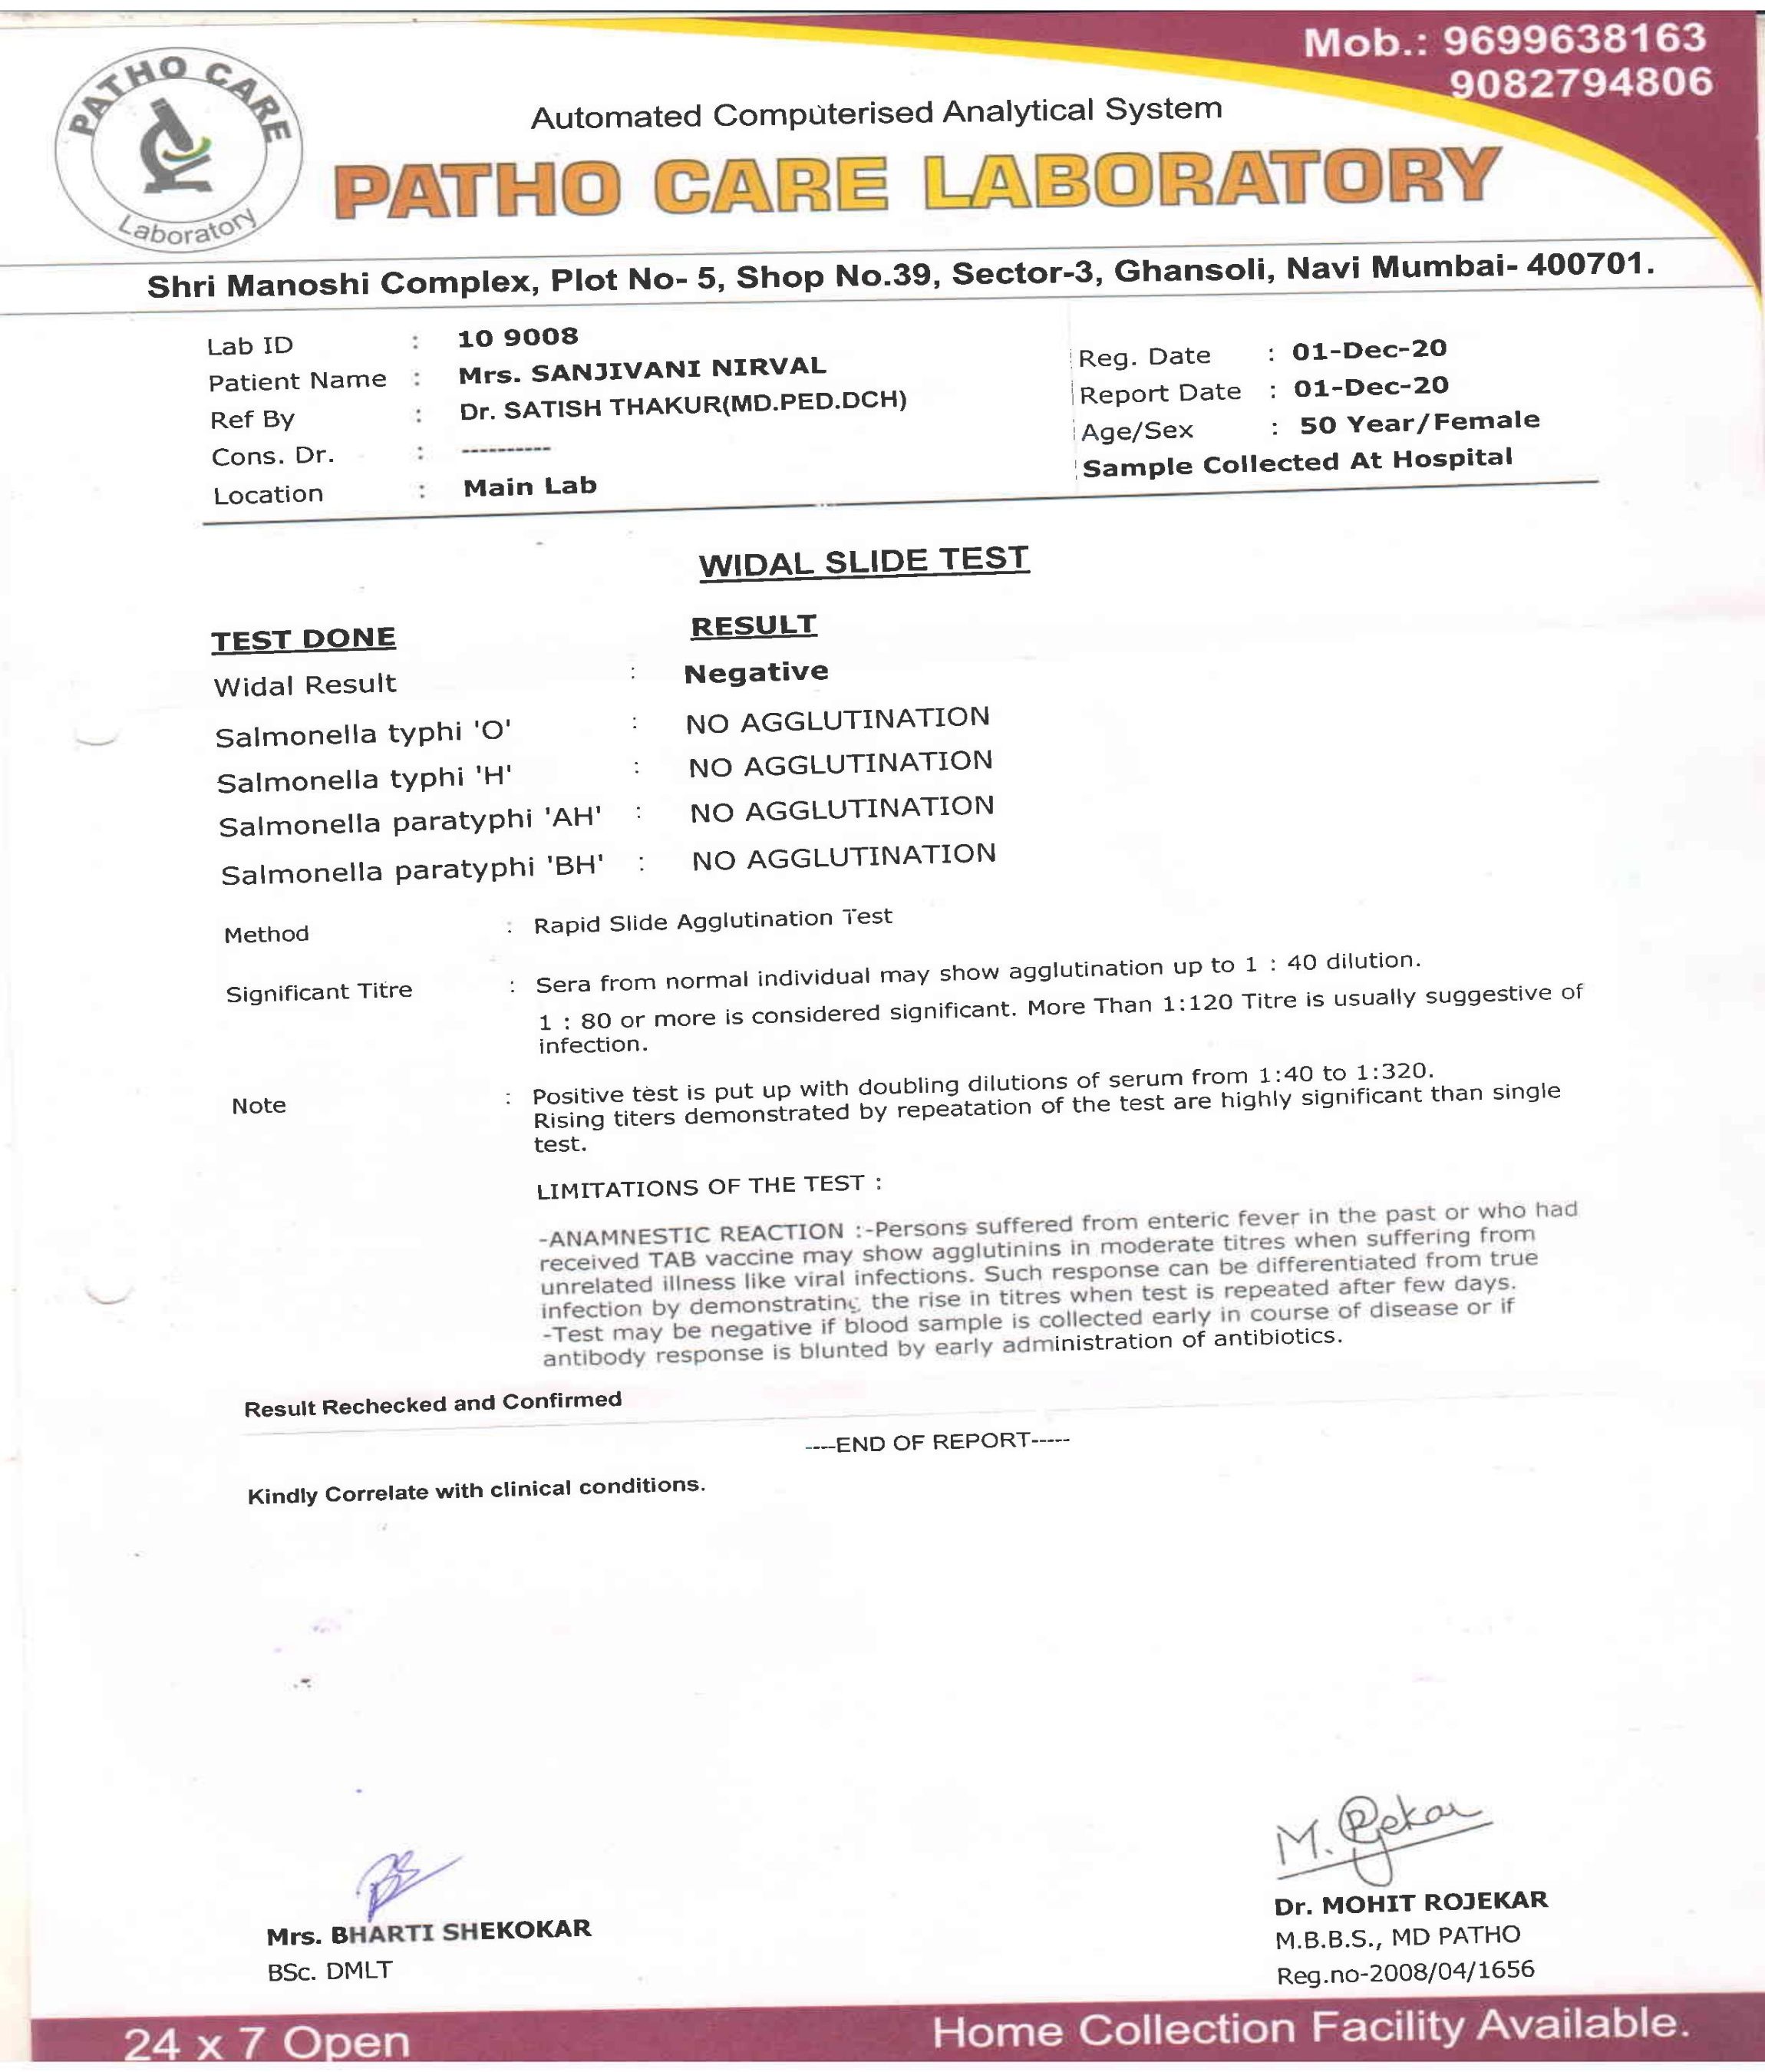 Mob.: 9699638163
9082794806
PATHO CARE
Laboratory
Automated Computerised Analytical System
PATHO CARE LABORATORY
Shri Manoshi Complex, Plot No- 5, Shop No.39, Sector-3, Ghansoli, Navi Mumbai- 400701.
Lab ID : 10 9008
Patient Name : Mrs. SANJIVANI NIRVAL
Ref By : Dr. SATISH THAKUR(MD.PED.DCH)
Cons. Dr. : ----------
Location : Main Lab
Reg. Date : 01-Dec-20
Report Date : 01-Dec-20
Age/Sex : 50 Year/Female
Sample Collected At Hospital
WIDAL SLIDE TEST
TEST DONE RESULT
Widal Result : Negative
Salmonella typhi 'O' : NO AGGLUTINATION
Salmonella typhi 'H' : NO AGGLUTINATION
Salmonella paratyphi 'AH' : NO AGGLUTINATION
Salmonella paratyphi 'BH' : NO AGGLUTINATION
Method : Rapid Slide Agglutination Test
Significant Titre : Sera from normal individual may show agglutination up to 1 : 40 dilution.
1 : 80 or more is considered significant. More Than 1:120 Titre is usually suggestive of
infection.
Note : Positive test is put up with doubling dilutions of serum from 1:40 to 1:320.
Rising titers demonstrated by repeatation of the test are highly significant than single
test.
LIMITATIONS OF THE TEST :
-ANAMNESTIC REACTION :-Persons suffered from enteric fever in the past or who had
received TAB vaccine may show agglutinins in moderate titres when suffering from
unrelated illness like viral infections. Such response can be differentiated from true
infection by demonstrating the rise in titres when test is repeated after few days.
-Test may be negative if blood sample is collected early in course of disease or if
antibody response is blunted by early administration of antibiotics.
Result Rechecked and Confirmed
----END OF REPORT-----
Kindly Correlate with clinical conditions.
M. Rojekar
Mrs. BHARTI SHEKOKAR
BSc. DMLT
Dr. MOHIT ROJEKAR
M.B.B.S., MD PATHO
Reg.no-2008/04/1656
24 x 7 Open
Home Collection Facility Available.